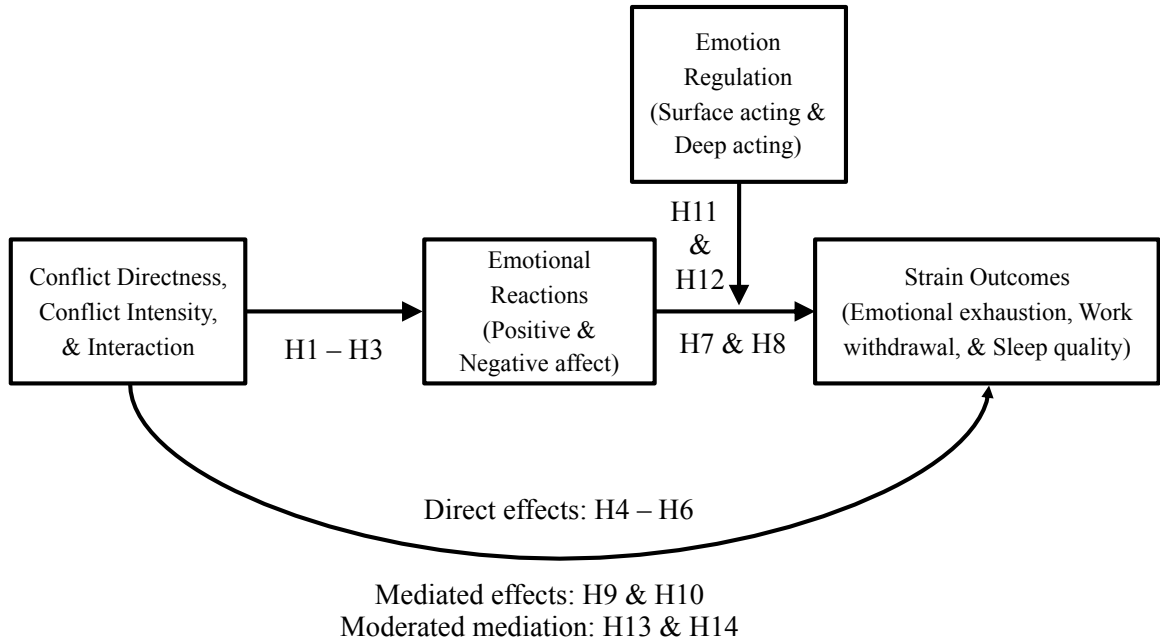 Emotion
Regulation
(Surface acting &
Deep acting)
H11
&
H12
Conflict Directness,
Conflict Intensity,
& Interaction
H1 – H3
Emotional
Reactions
(Positive &
Negative affect)
H7 & H8
Strain Outcomes
(Emotional exhaustion, Work
withdrawal, & Sleep quality)
Direct effects: H4 – H6
Mediated effects: H9 & H10
Moderated mediation: H13 & H14